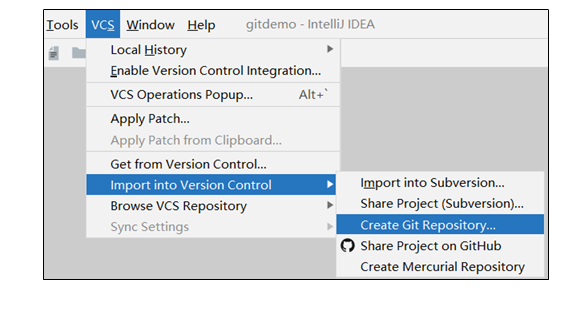 Tools VCS Window Help gitdemo - IntelliJ IDEA
Local History
Enable Version Control Integration...
VCS Operations Popup... Alt+`
Apply Patch...
Apply Patch from Clipboard...
Get from Version Control...
Import into Version Control
Browse VCS Repository
Sync Settings
Import into Subversion...
Share Project (Subversion)...
Create Git Repository...
Share Project on GitHub
Create Mercurial Repository